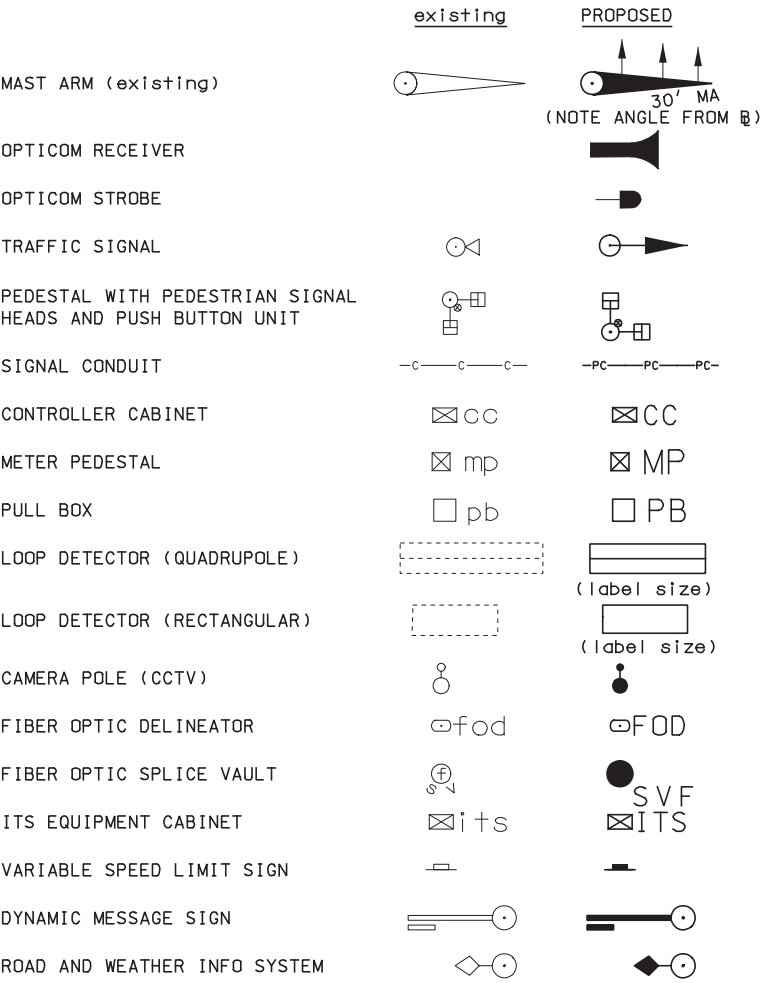 existing PROPOSED
MAST ARM (existing)
30' MA
(NOTE ANGLE FROM ℄)
OPTICOM RECEIVER
OPTICOM STROBE
TRAFFIC SIGNAL
PEDESTAL WITH PEDESTRIAN SIGNAL
HEADS AND PUSH BUTTON UNIT
SIGNAL CONDUIT C C C PC PC PC
CONTROLLER CABINET cc CC
METER PEDESTAL mp MP
PULL BOX pb PB
LOOP DETECTOR (QUADRUPOLE)
(label size)
LOOP DETECTOR (RECTANGULAR)
(label size)
CAMERA POLE (CCTV)
FIBER OPTIC DELINEATOR fod FOD
FIBER OPTIC SPLICE VAULT f
S V
SVF
ITS EQUIPMENT CABINET its ITS
VARIABLE SPEED LIMIT SIGN
DYNAMIC MESSAGE SIGN
ROAD AND WEATHER INFO SYSTEM